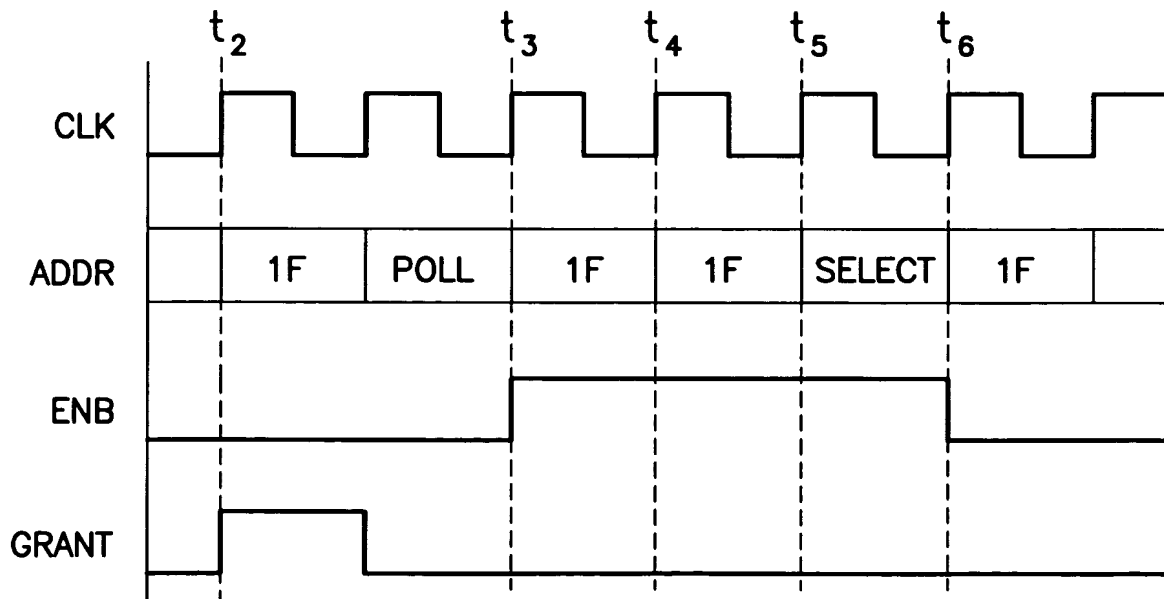 t2 t3 t4 t5 t6
CLK
ADDR 1F POLL 1F 1F SELECT 1F
ENB
GRANT